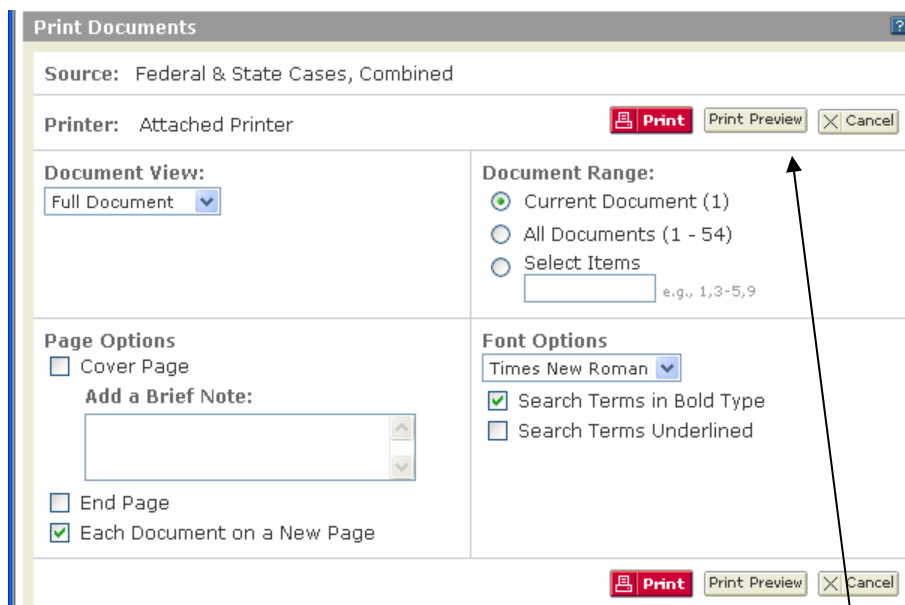 Print Documents ?
Source: Federal & State Cases, Combined
Printer: Attached Printer Print Print Preview Cancel
Document View:
Full Document
Document Range:
Current Document (1)
All Documents (1 - 54)
Select Items
e.g., 1,3-5,9
Page Options
Cover Page
Add a Brief Note:
End Page
Each Document on a New Page
Font Options
Times New Roman
Search Terms in Bold Type
Search Terms Underlined
Print Print Preview Cancel